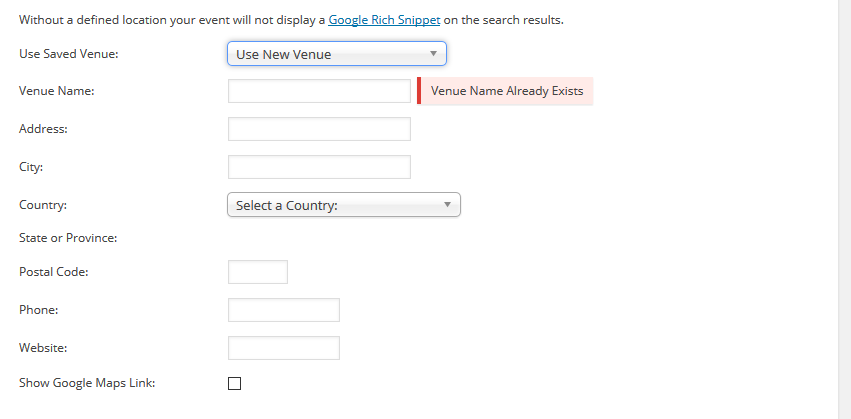 Without a defined location your event will not display a Google Rich Snippet on the search results.
Use Saved Venue: Use New Venue
Venue Name: Venue Name Already Exists
Address:
City:
Country: Select a Country:
State or Province:
Postal Code:
Phone:
Website:
Show Google Maps Link: